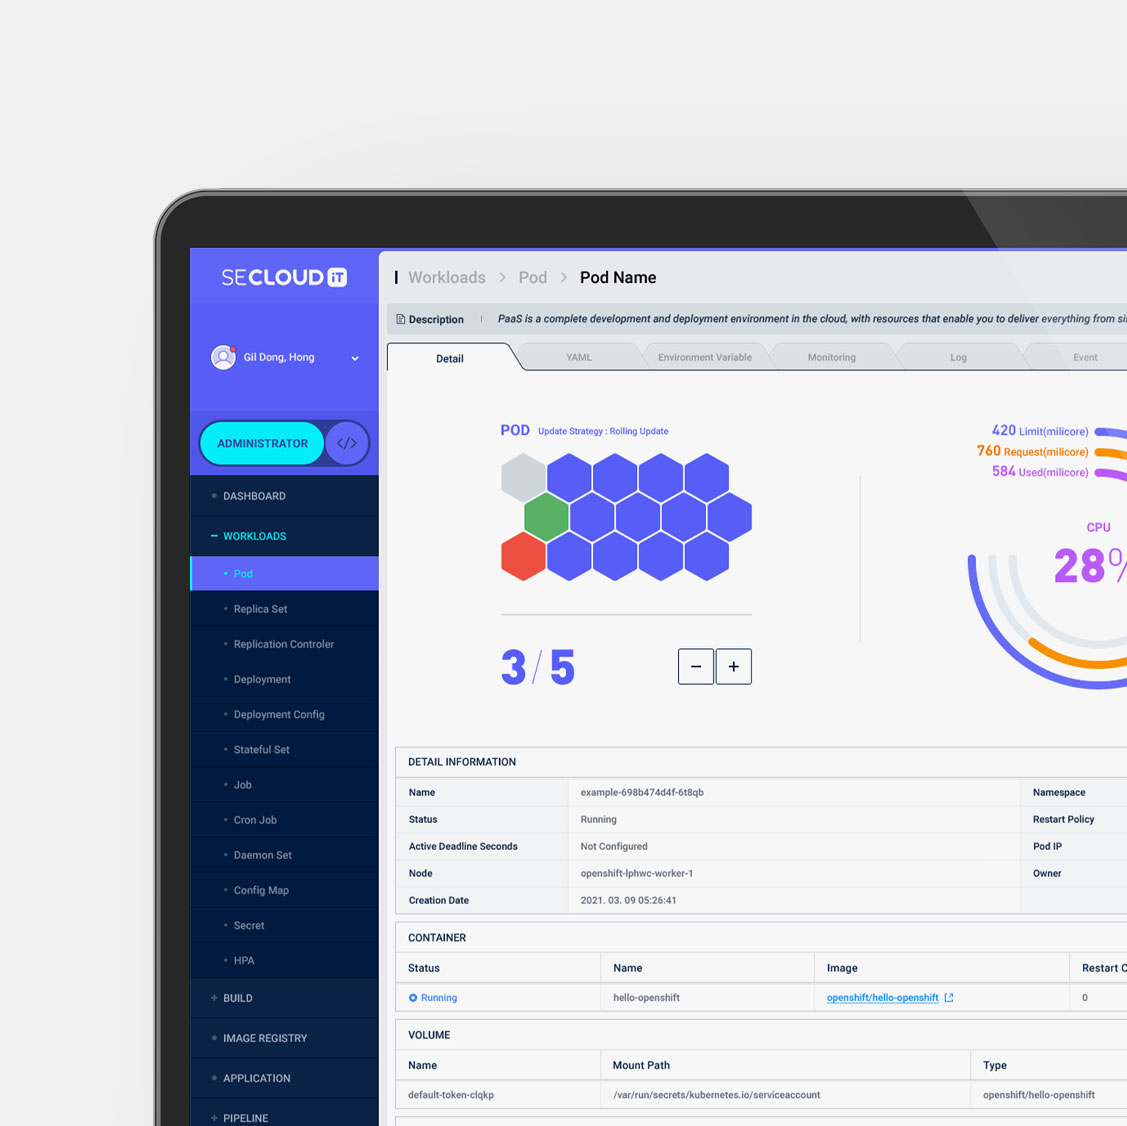 SECLOUD iT
Workloads > Pod > Pod Name
Description | PaaS is a complete development and deployment environment in the cloud, with resources that enable you to deliver everything from
Gil Dong, Hong
Detail YAML Environment Variable Monitoring Log Event
ADMINISTRATOR </>
DASHBOARD
WORKLOADS
Pod
Replica Set
Replication Controler
Deployment
Deployment Config
Stateful Set
Job
Cron Job
Daemon Set
Config Map
Secret
HPA
BUILD
IMAGE REGISTRY
APPLICATION
PIPELINE
POD Update Strategy : Rolling Update
3/5
− +
420 Limit(milicore)
760 Request(milicore)
584 Used(milicore)
CPU
28%
DETAIL INFORMATION
Name example-698b474d4f-6t8qb Namespace
Status Running Restart Policy
Active Deadline Seconds Not Configured Pod IP
Node openshift-lphwc-worker-1 Owner
Creation Date 2021. 03. 09 05:26:41
CONTAINER
Status Name Image Restart C
Running hello-openshift openshift/hello-openshift 0
VOLUME
Name Mount Path Type
default-token-clqkp /var/run/secrets/kubernetes.io/serviceaccount openshift/hello-openshift